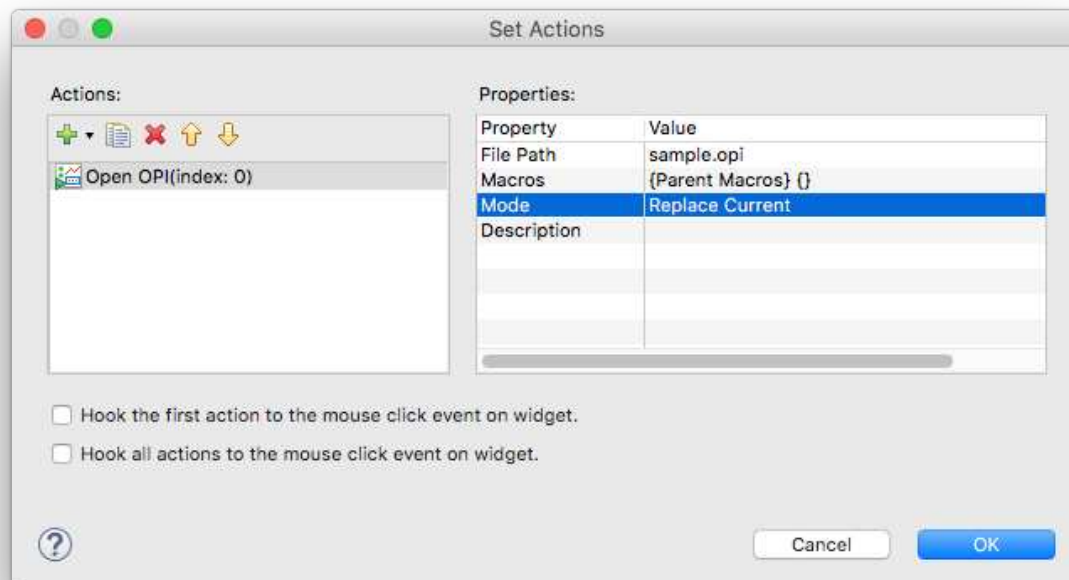 Set Actions
Actions:
Open OPI(index: 0)
Properties:
Property Value
File Path sample.opi
Macros {Parent Macros} {}
Mode Replace Current
Description
Hook the first action to the mouse click event on widget.
Hook all actions to the mouse click event on widget.
?
Cancel OK